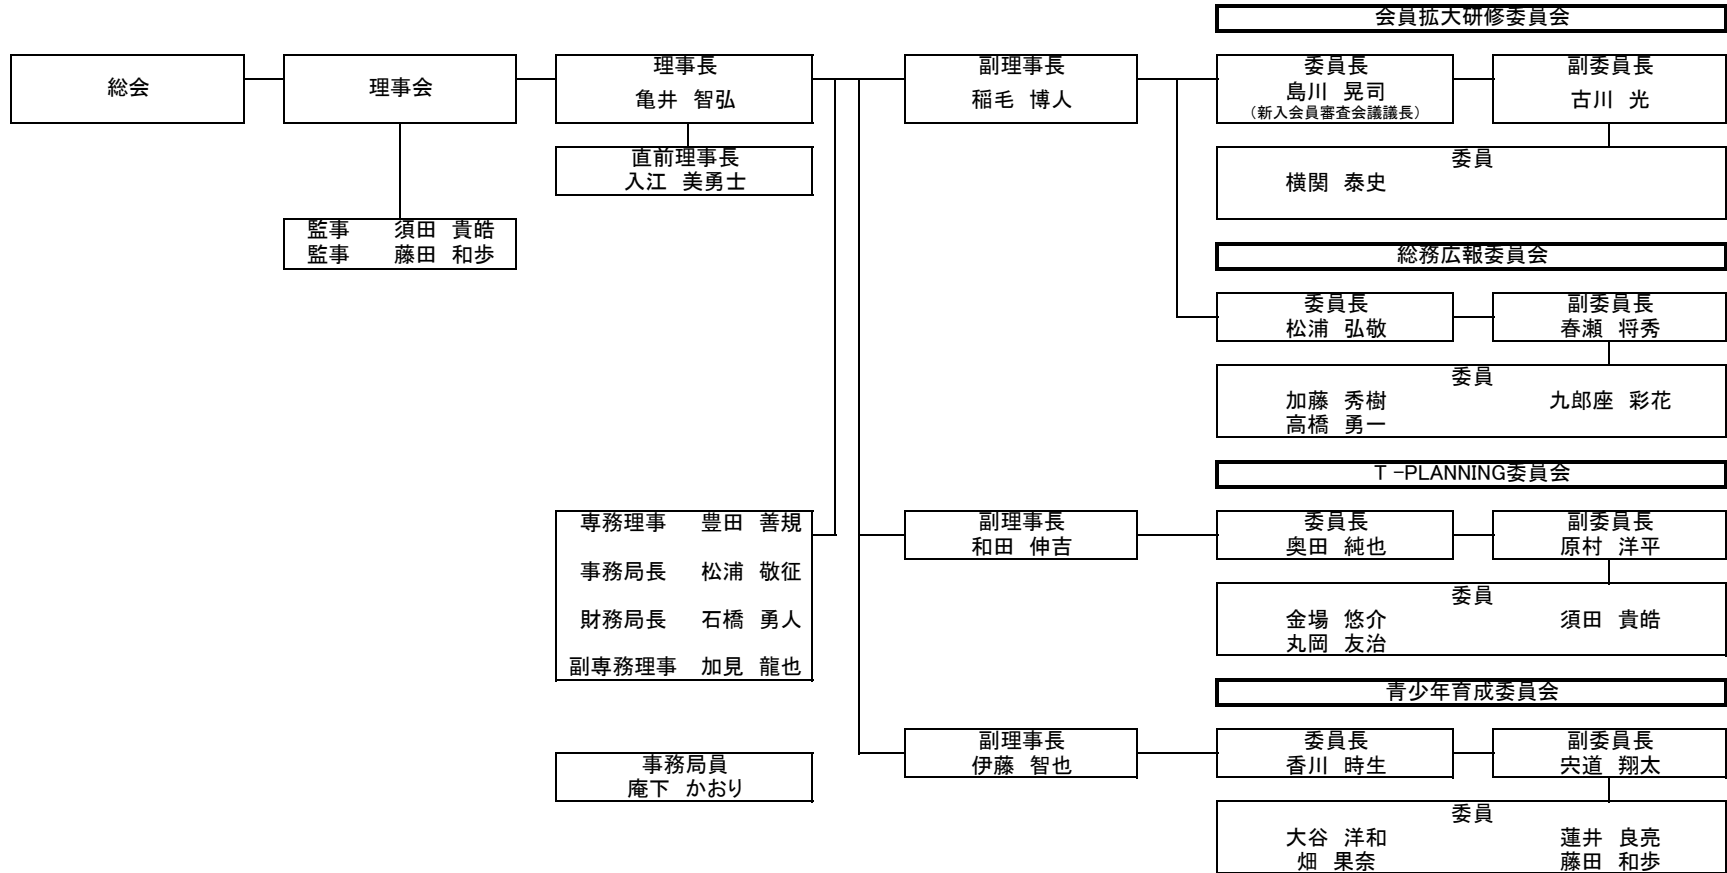 会員拡大研修委員会
総会
理事会
理事長
亀井 智弘
副理事長
稲毛 博人
委員長
島川 晃司
(新入会員審査会議議長)
副委員長
古川 光
直前理事長
入江 美勇士
委員
横関 泰史
監事 須田 貴皓
監事 藤田 和歩
総務広報委員会
委員長
松浦 弘敬
副委員長
春瀬 将秀
委員
加藤 秀樹 九郎座 彩花
高橋 勇一
T-PLANNING委員会
専務理事 豊田 善規
事務局長 松浦 敬征
財務局長 石橋 勇人
副専務理事 加見 龍也
副理事長
和田 伸吉
委員長
奥田 純也
副委員長
原村 洋平
委員
金場 悠介 須田 貴皓
丸岡 友治
青少年育成委員会
事務局員
庵下 かおり
副理事長
伊藤 智也
委員長
香川 時生
副委員長
宍道 翔太
委員
大谷 洋和 蓮井 良亮
畑 果奈 藤田 和歩